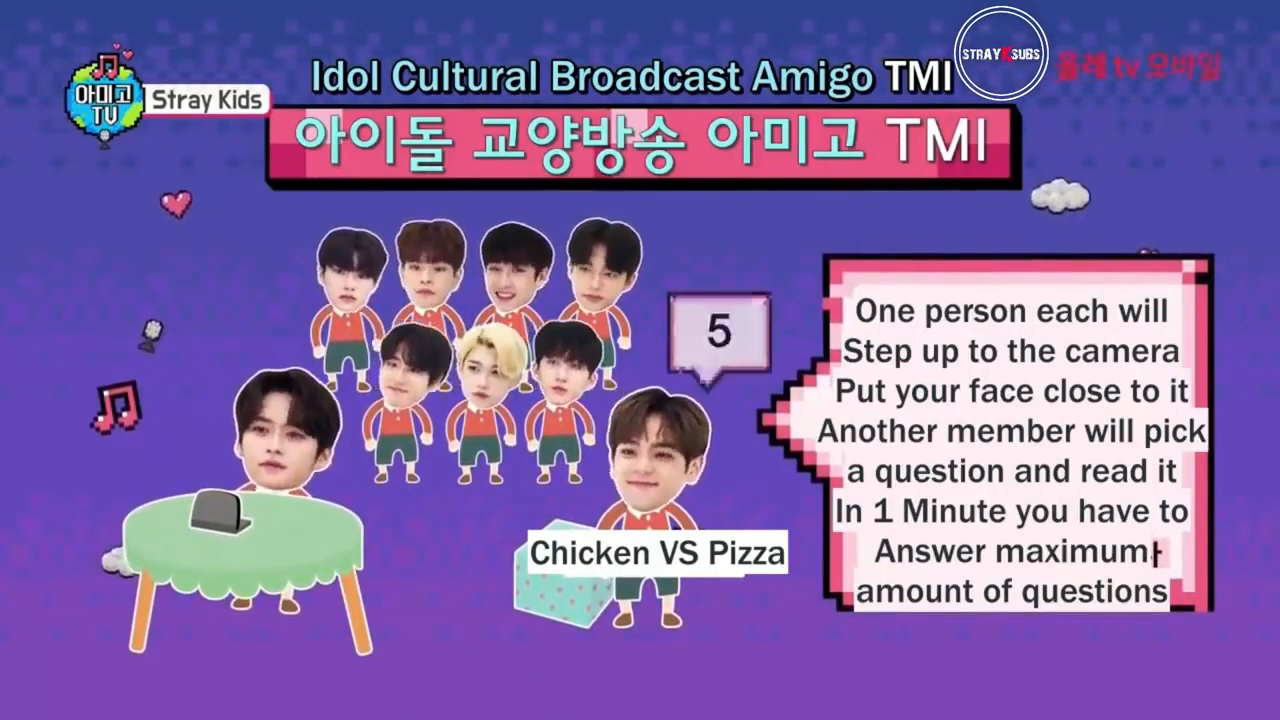 Idol Cultural Broadcast Amigo TMI
STRAYKSUBS
올레 tv 모바일
아미고
TV
Stray Kids
아이돌 교양방송 아미고 TMI
5
One person each will
Step up to the camera
Put your face close to it
Another member will pick
a question and read it
In 1 Minute you have to
Answer maximum
amount of questions
Chicken VS Pizza